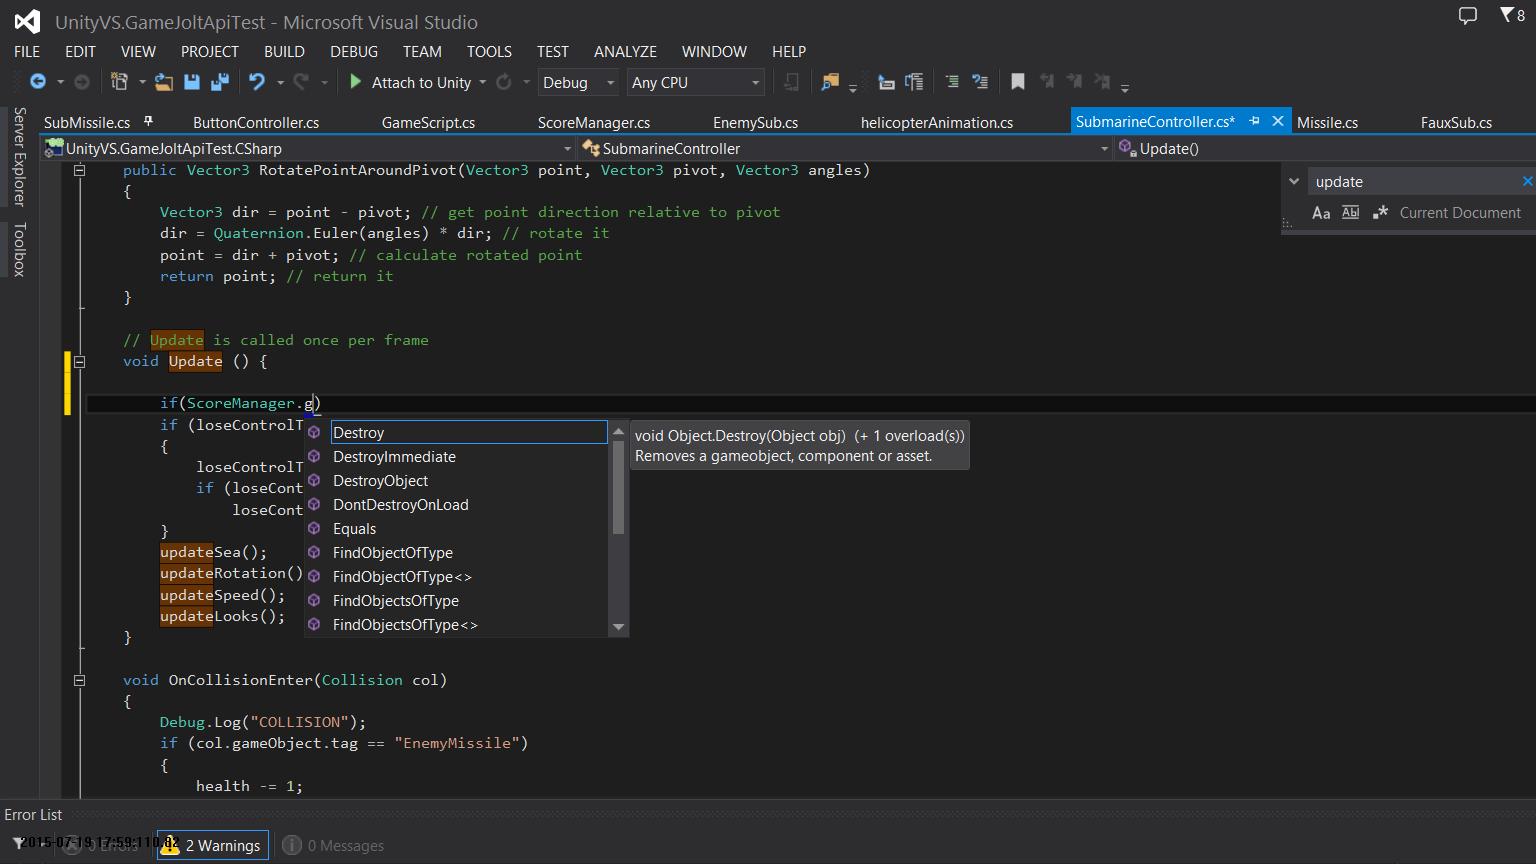 UnityVS.GameJoltApiTest - Microsoft Visual Studio
8
FILE EDIT VIEW PROJECT BUILD DEBUG TEAM TOOLS TEST ANALYZE WINDOW HELP
Attach to Unity Debug Any CPU
Server Explorer
Toolbox
SubMissile.cs ButtonController.cs GameScript.cs ScoreManager.cs EnemySub.cs helicopterAnimation.cs SubmarineController.cs* Missile.cs FauxSub.cs
UnityVS.GameJoltApiTest.CSharp SubmarineController Update()
update
Aa Abl .* Current Document
public Vector3 RotatePointAroundPivot(Vector3 point, Vector3 pivot, Vector3 angles)
{
Vector3 dir = point - pivot; // get point direction relative to pivot
dir = Quaternion.Euler(angles) * dir; // rotate it
point = dir + pivot; // calculate rotated point
return point; // return it
}
// Update is called once per frame
void Update () {
if(ScoreManager.g)
if (loseControlT
{
loseControlT
if (loseCont
loseCont
}
updateSea();
updateRotation()
updateSpeed();
updateLooks();
}
Destroy
DestroyImmediate
DestroyObject
DontDestroyOnLoad
Equals
FindObjectOfType
FindObjectOfType<>
FindObjectsOfType
FindObjectsOfType<>
void Object.Destroy(Object obj) (+ 1 overload(s))
Removes a gameobject, component or asset.
void OnCollisionEnter(Collision col)
{
Debug.Log("COLLISION");
if (col.gameObject.tag == "EnemyMissile")
{
health -= 1;
Error List
0 Errors 2 Warnings 0 Messages